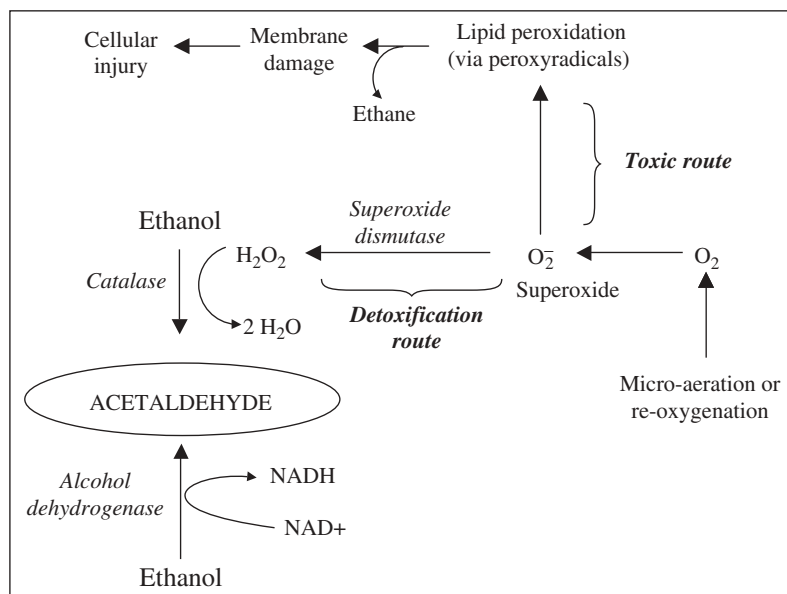 Cellular
injury
Membrane
damage
Lipid peroxidation
(via peroxyradicals)
Ethane
Toxic route
Ethanol
Superoxide
dismutase
Catalase
H₂O₂
O₂⁻
Superoxide
O₂
2 H₂O
Detoxification
route
Micro-aeration or
re-oxygenation
ACETALDEHYDE
Alcohol
dehydrogenase
NADH
NAD+
Ethanol